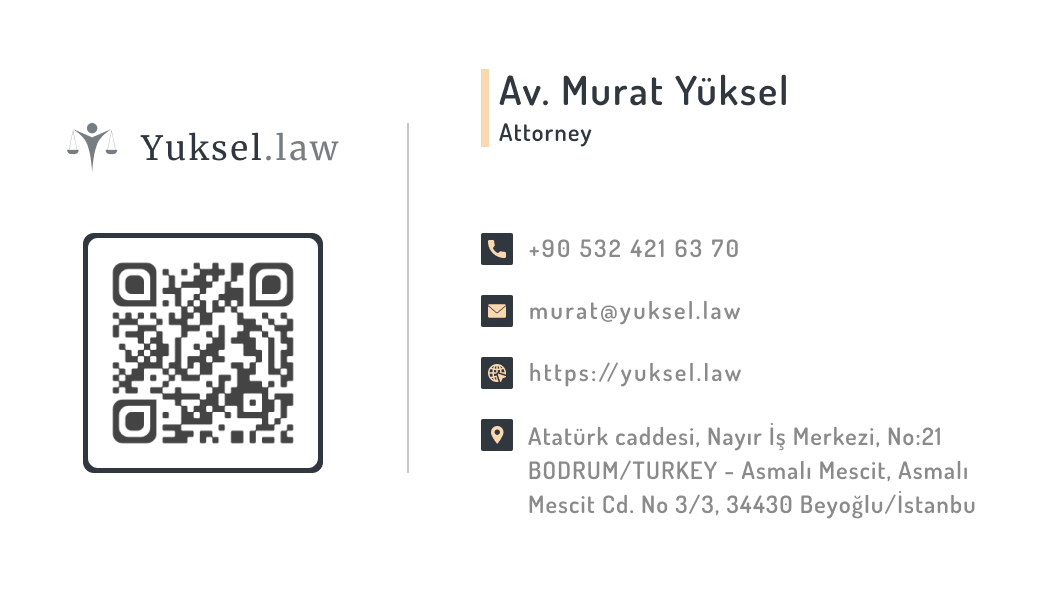 Yuksel.law
Av. Murat Yüksel
Attorney
+90 532 421 63 70
murat@yuksel.law
https://yuksel.law
Atatürk caddesi, Nayır İş Merkezi, No:21
BODRUM/TURKEY - Asmalı Mescit, Asmalı
Mescit Cd. No 3/3, 34430 Beyoğlu/İstanbu